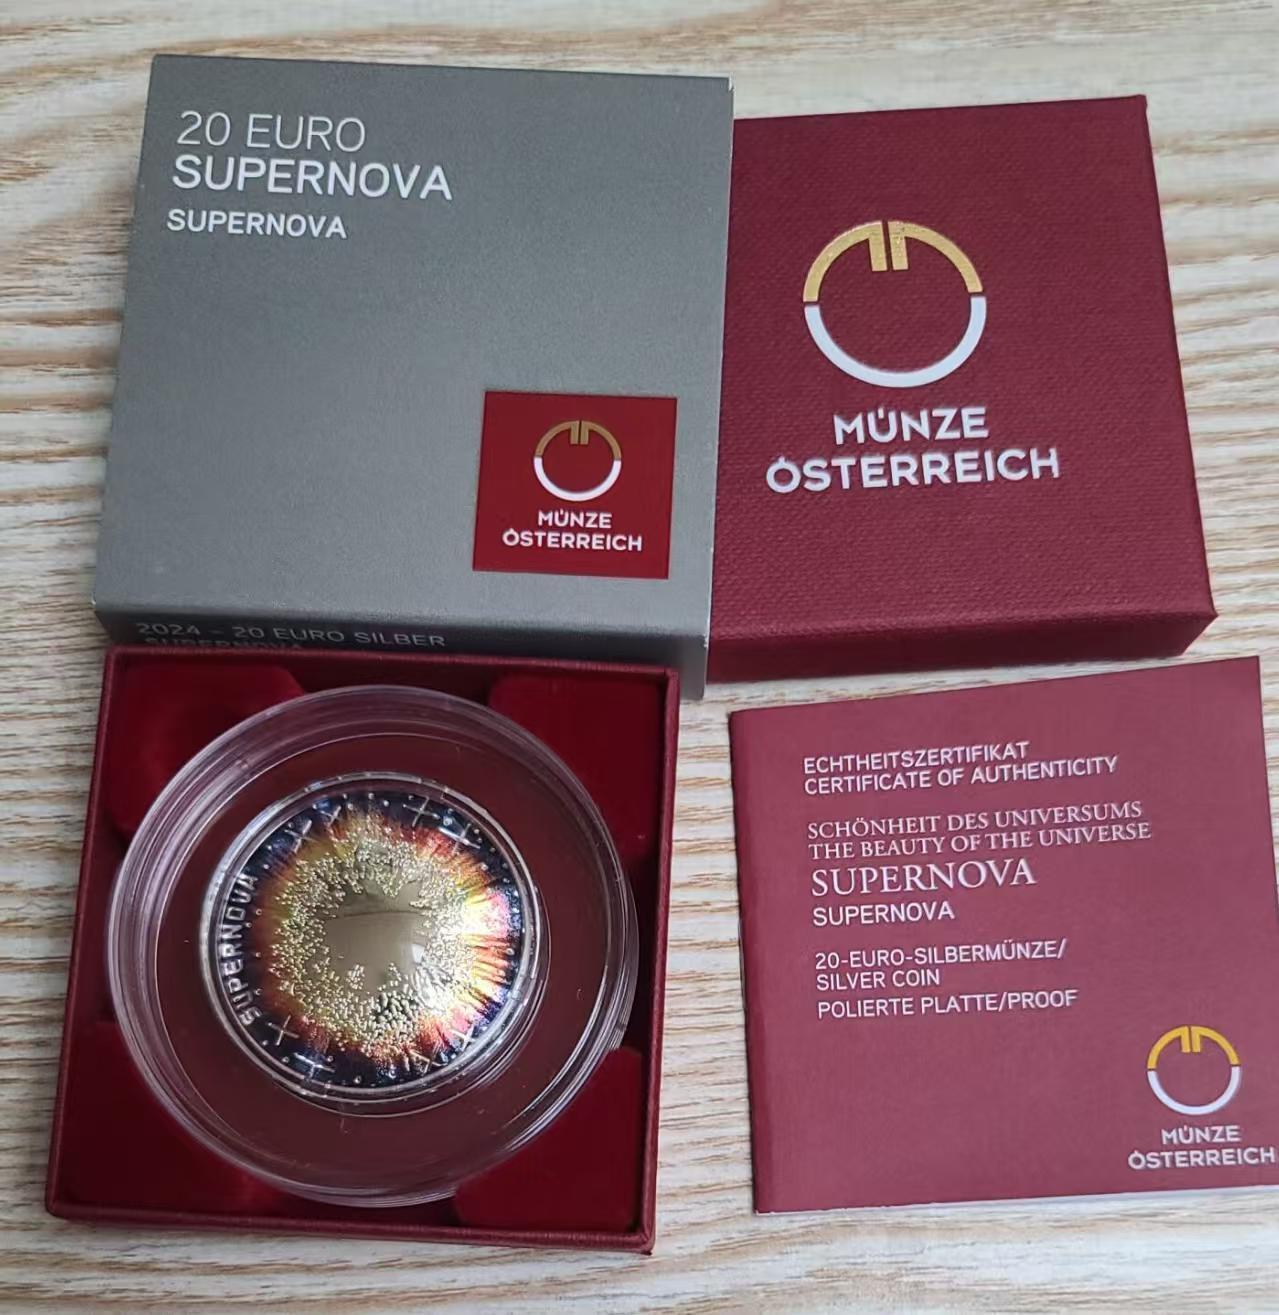 20 EURO
SUPERNOVA
SUPERNOVA
MÜNZE
ÖSTERREICH
2024 - 20 EURO SILBER
SUPERNOVA
MÜNZE
ÖSTERREICH
SUPERNOVA
ECHTHEITSZERTIFIKAT
CERTIFICATE OF AUTHENTICITY
SCHÖNHEIT DES UNIVERSUMS
THE BEAUTY OF THE UNIVERSE
SUPERNOVA
SUPERNOVA
20-EURO-SILBERMÜNZE/
SILVER COIN
POLIERTE PLATTE/PROOF
MÜNZE
ÖSTERREICH